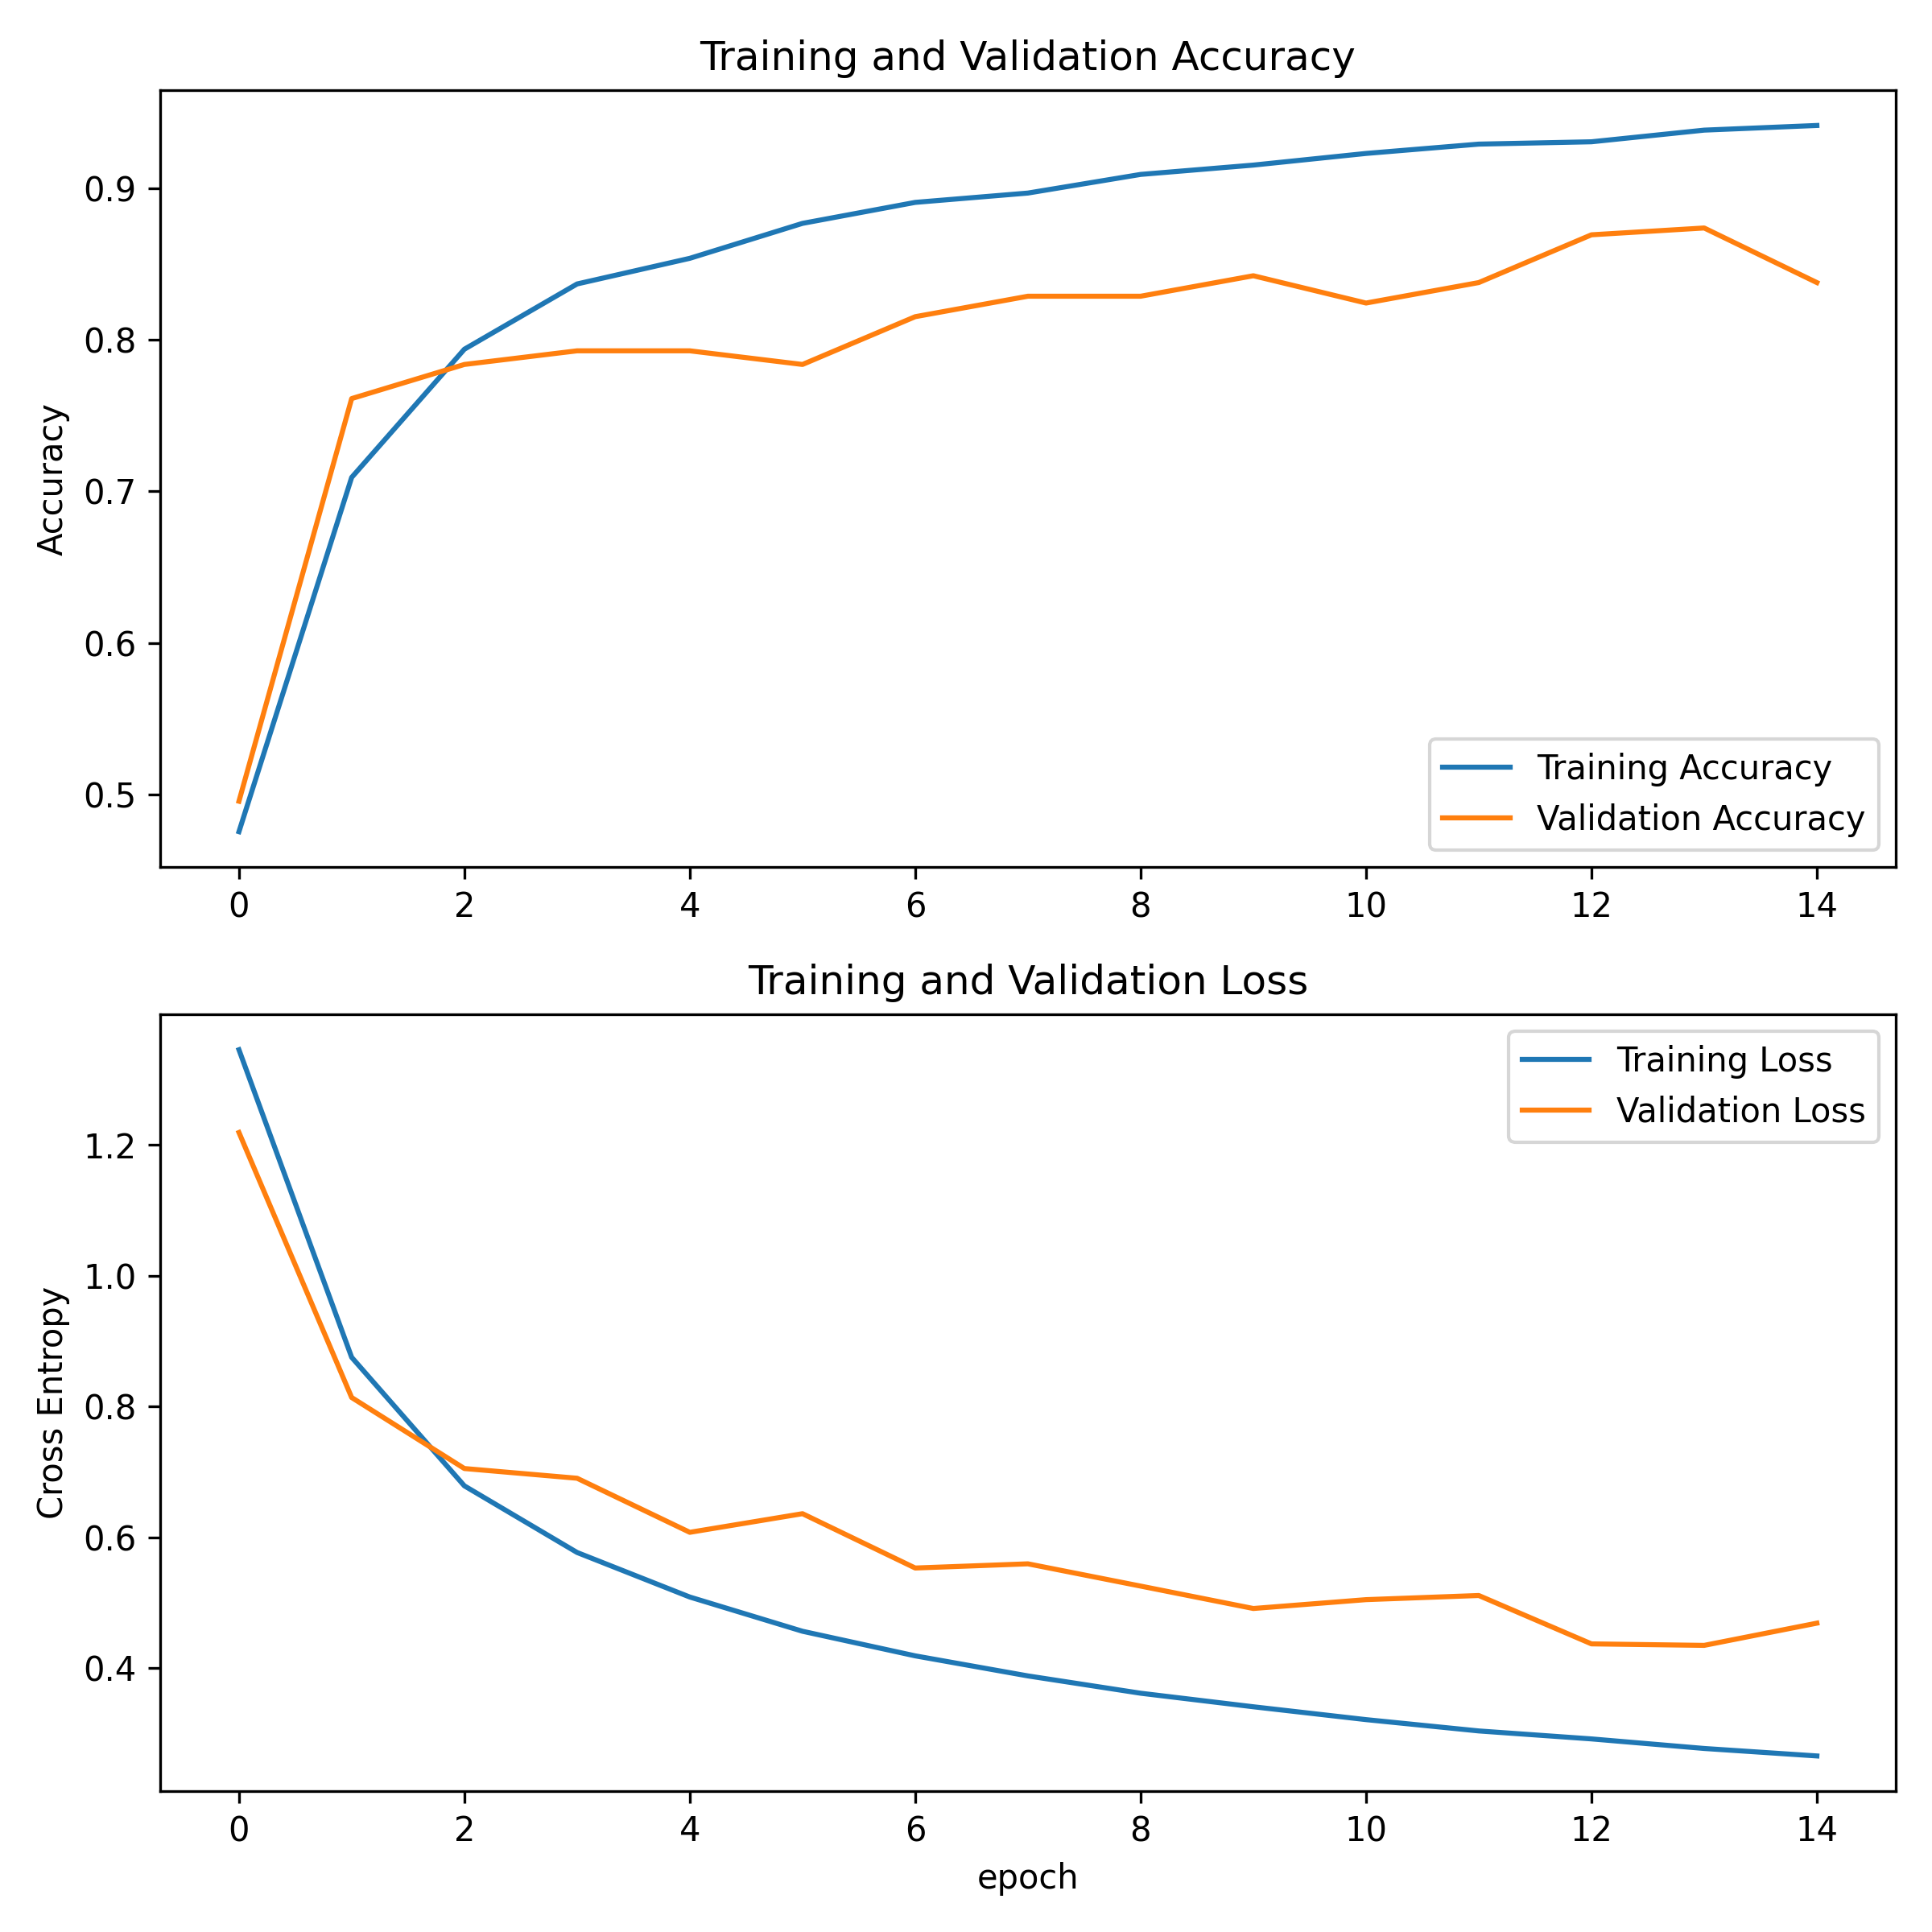 Training and Validation Accuracy
Accuracy
0.9
0.8
0.7
0.6
0.5
Training Accuracy
Validation Accuracy
0 2 4 6 8 10 12 14
Training and Validation Loss
Cross Entropy
1.2
1.0
0.8
0.6
0.4
Training Loss
Validation Loss
0 2 4 6 8 10 12 14
epoch